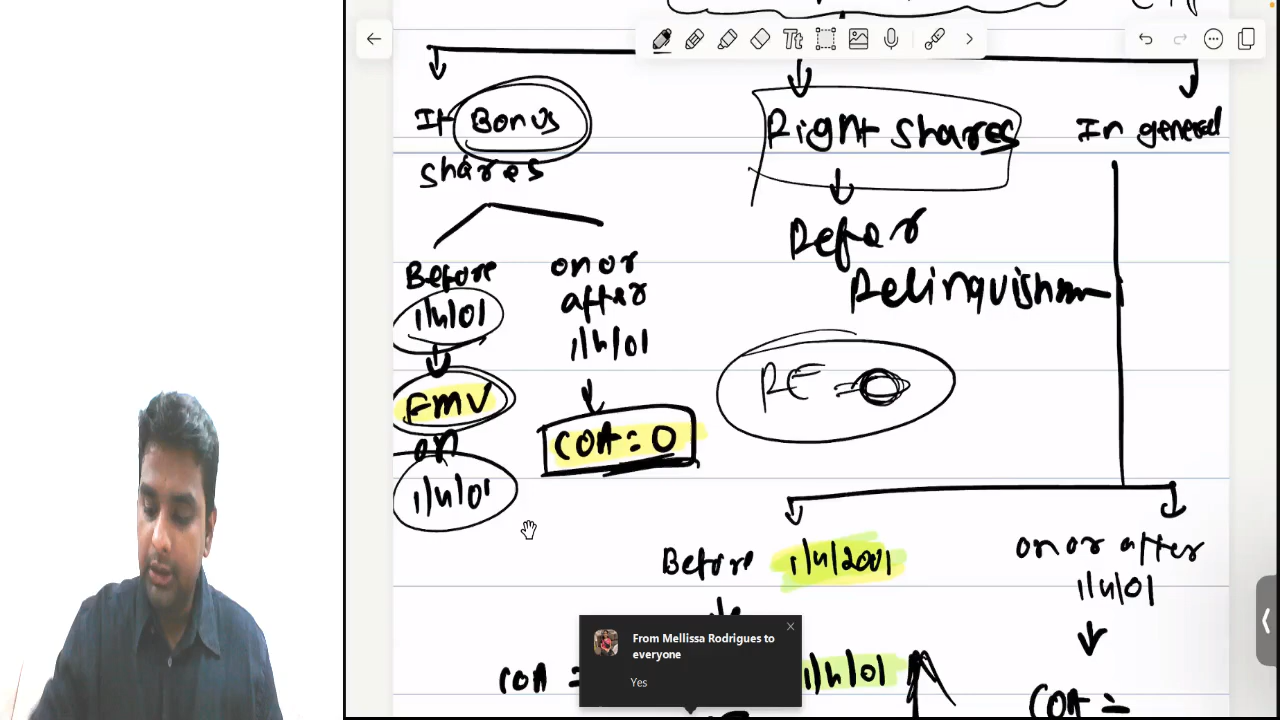 If Bonus
shares
Before
1/4/01
FMV
on
1/4/01
on or
after
1/4/01
COA = 0
Right shares
Refer
Relinquishm
RE = 0
In general
Before 1/4/2001
on or after
1/4/01
COA =
1/4/01
COA =
Tt
From Mellissa Rodrigues to
everyone
Yes